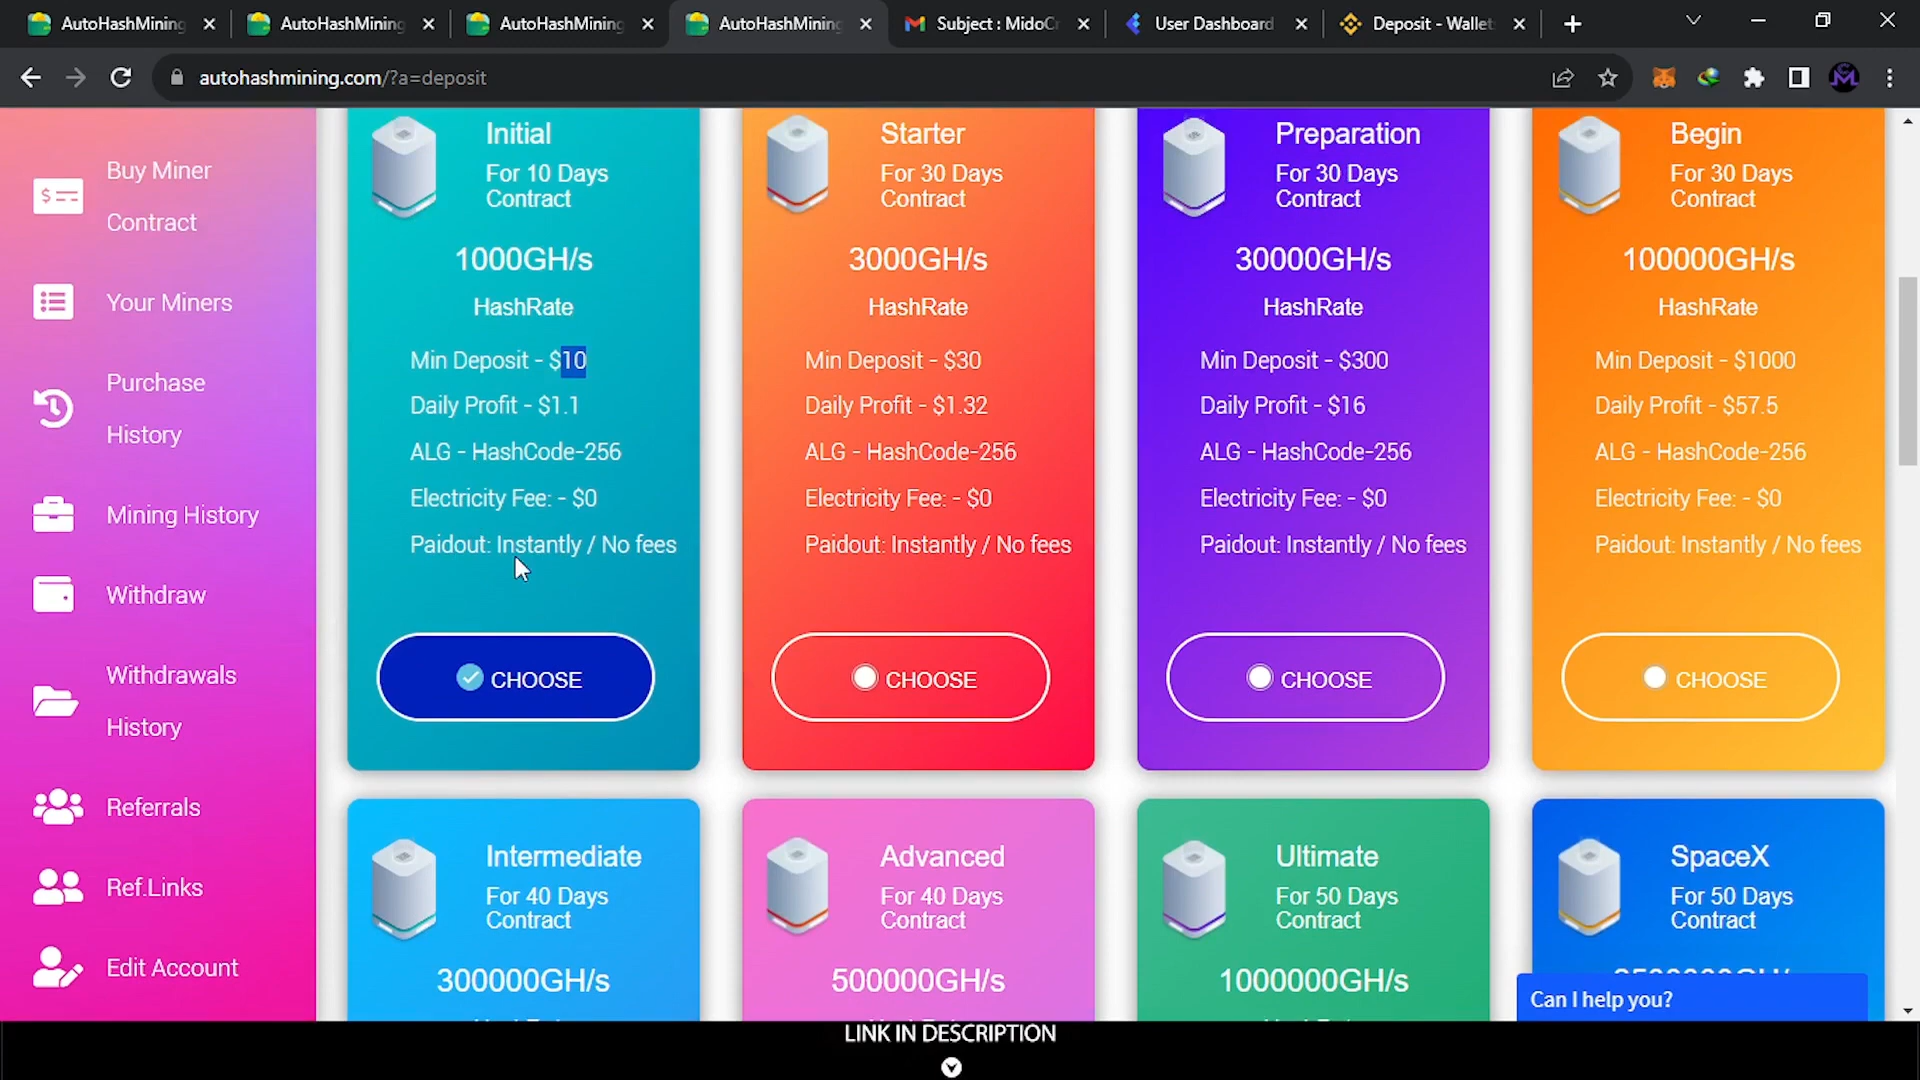 AutoHashMining
AutoHashMining
AutoHashMining
AutoHashMining
Subject : MidoC
User Dashboard
Deposit - Wallet
autohashmining.com/?a=deposit
Buy Miner
Contract
Your Miners
Purchase
History
Mining History
Withdraw
Withdrawals
History
Referrals
Ref.Links
Edit Account
Initial
For 10 Days
Contract
1000GH/s
HashRate
Min Deposit - $10
Daily Profit - $1.1
ALG - HashCode-256
Electricity Fee: - $0
Paidout: Instantly / No fees
CHOOSE
Starter
For 30 Days
Contract
3000GH/s
HashRate
Min Deposit - $30
Daily Profit - $1.32
ALG - HashCode-256
Electricity Fee: - $0
Paidout: Instantly / No fees
CHOOSE
Preparation
For 30 Days
Contract
30000GH/s
HashRate
Min Deposit - $300
Daily Profit - $16
ALG - HashCode-256
Electricity Fee: - $0
Paidout: Instantly / No fees
CHOOSE
Begin
For 30 Days
Contract
100000GH/s
HashRate
Min Deposit - $1000
Daily Profit - $57.5
ALG - HashCode-256
Electricity Fee: - $0
Paidout: Instantly / No fees
CHOOSE
Intermediate
For 40 Days
Contract
300000GH/s
Advanced
For 40 Days
Contract
500000GH/s
Ultimate
For 50 Days
Contract
1000000GH/s
SpaceX
For 50 Days
Contract
Can I help you?
LINK IN DESCRIPTION